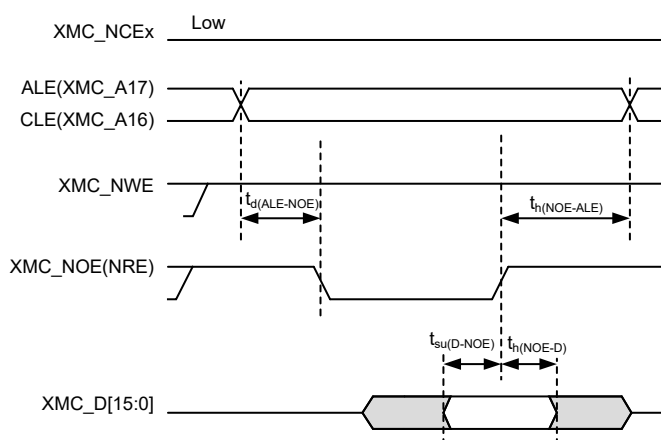 XMC_NCEx
Low
ALE(XMC_A17)
CLE(XMC_A16)
XMC_NWE
td(ALE-NOE)
th(NOE-ALE)
XMC_NOE(NRE)
tsu(D-NOE)
th(NOE-D)
XMC_D[15:0]